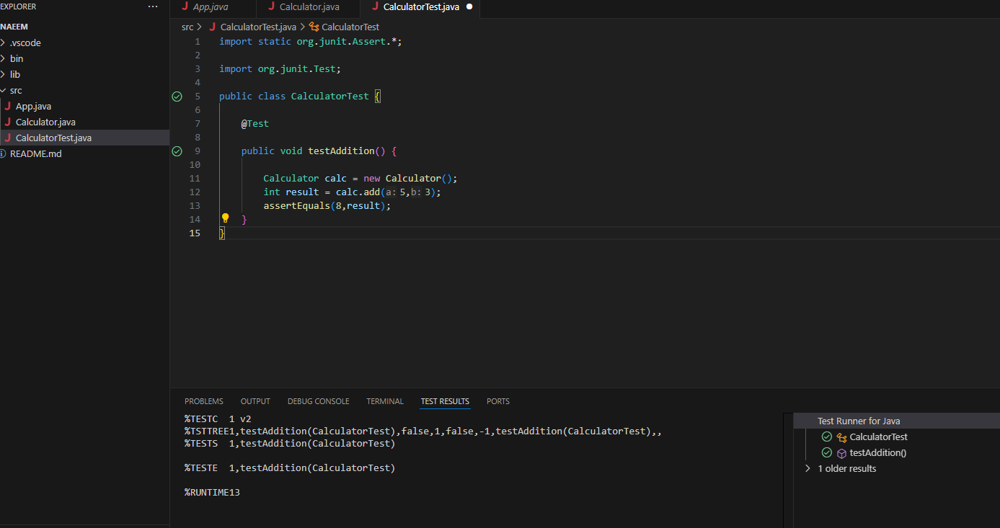 EXPLORER ...
App.java Calculator.java CalculatorTest.java
NAEEM
.vscode
bin
lib
src
App.java
Calculator.java
CalculatorTest.java
README.md
src > CalculatorTest.java > CalculatorTest
1 import static org.junit.Assert.*;
2
3 import org.junit.Test;
4
5 public class CalculatorTest {
6
7 @Test
8
9 public void testAddition() {
10
11 Calculator calc = new Calculator();
12 int result = calc.add(a: 5,b: 3);
13 assertEquals(8,result);
14 }
15 }
PROBLEMS OUTPUT DEBUG CONSOLE TERMINAL TEST RESULTS PORTS
%TESTC 1 v2
%TSTTREE1,testAddition(CalculatorTest),false,1,false,-1,testAddition(CalculatorTest),,
%TESTS 1,testAddition(CalculatorTest)
%TESTE 1,testAddition(CalculatorTest)
%RUNTIME13
Test Runner for Java
CalculatorTest
testAddition()
1 older results